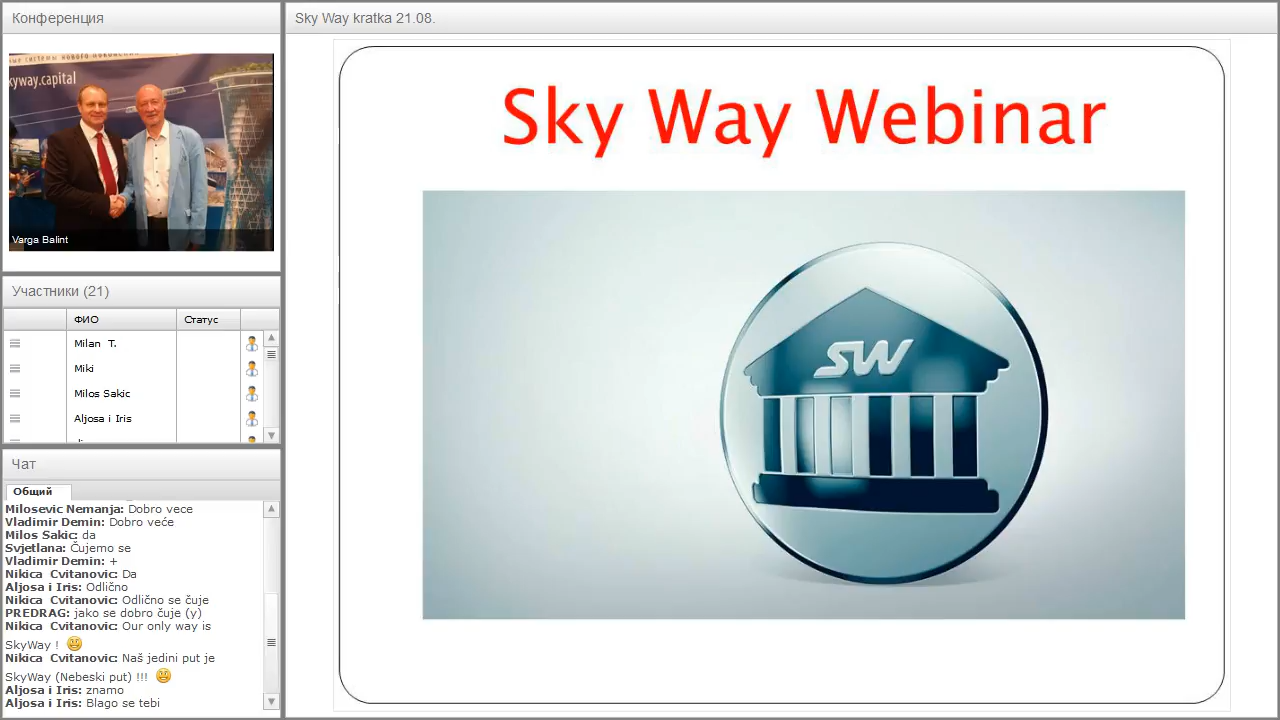 Конференция
kyway.capital
Varga Balint
Участники (21)
ФИО Статус
Milan T.
Miki
Milos Sakic
Aljosa i Iris
Чат
Общий
Milosevic Nemanja: Dobro vece
Vladimir Demin: Dobro veće
Milos Sakic: da
Svjetlana: Čujemo se
Vladimir Demin: +
Nikica Cvitanovic: Da
Aljosa i Iris: Odlično
Nikica Cvitanovic: Odlično se čuje
PREDRAG: jako se dobro čuje (y)
Nikica Cvitanovic: Our only way is
SkyWay !
Nikica Cvitanovic: Naš jedini put je
SkyWay (Nebeski put) !!!
Aljosa i Iris: znamo
Aljosa i Iris: Blago se tebi
Sky Way kratka 21.08.
Sky Way Webinar
SW